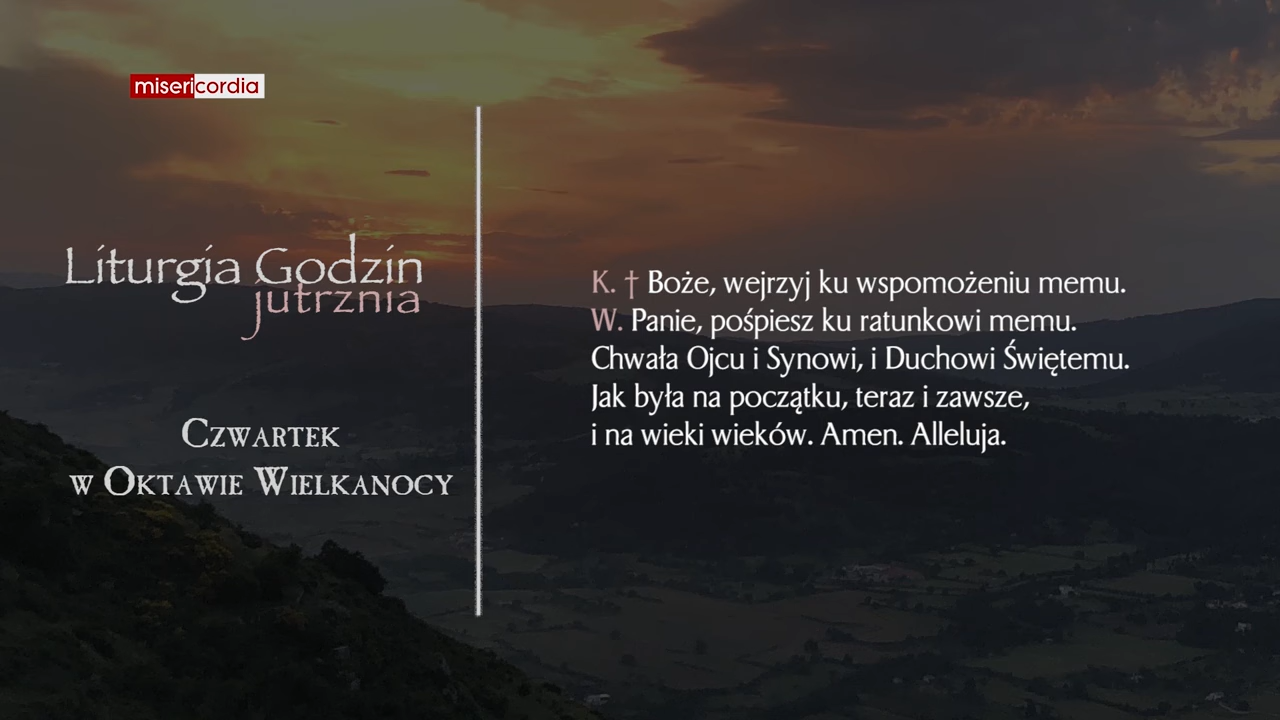 misericordia
Liturgia Godzin
jutrznia
Czwartek
w Oktawie Wielkanocy
K. † Boże, wejrzyj ku wspomożeniu memu.
W. Panie, pośpiesz ku ratunkowi memu.
Chwała Ojcu i Synowi, i Duchowi Świętemu.
Jak była na początku, teraz i zawsze,
i na wieki wieków. Amen. Alleluja.